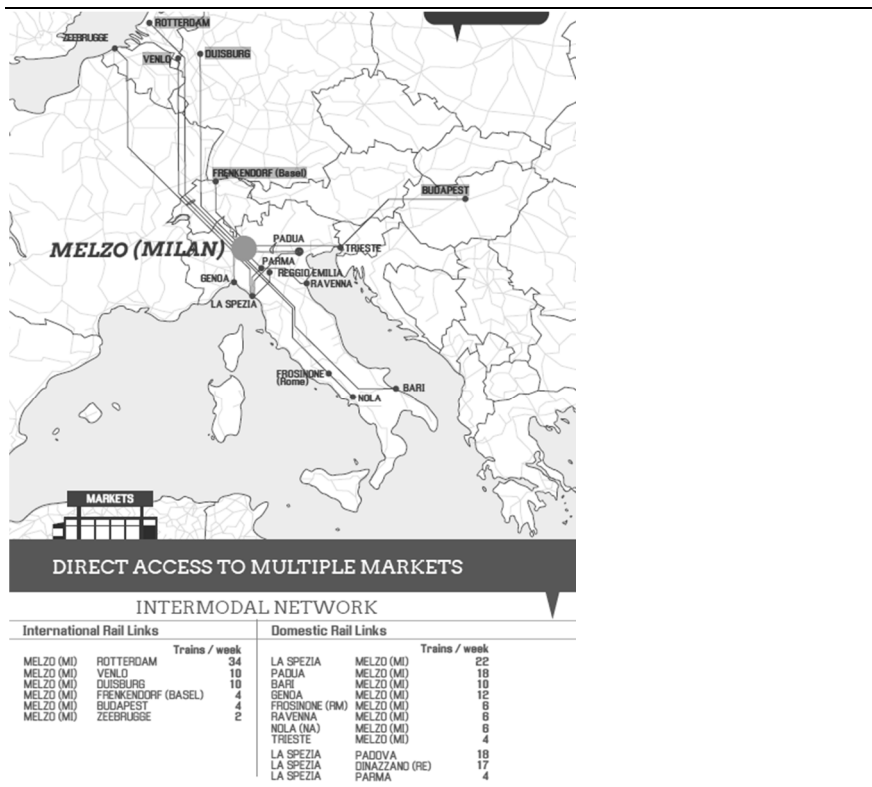 ROTTERDAM
ZEEBRUGGE
VENLO
DUISBURG
FRENKENDORF (Basel)
BUDAPEST
MELZO (MILAN)
PADUA
TRIESTE
PARMA
REGGIO EMILIA
GENOA
RAVENNA
LA SPEZIA
FROSINONE
(Rome)
BARI
NOLA
MARKETS
DIRECT ACCESS TO MULTIPLE MARKETS
INTERMODAL NETWORK
International Rail Links
Trains / week
MELZO (MI) ROTTERDAM 34
MELZO (MI) VENLO 10
MELZO (MI) DUISBURG 10
MELZO (MI) FRENKENDORF (BASEL) 4
MELZO (MI) BUDAPEST 4
MELZO (MI) ZEEBRUGGE 2
Domestic Rail Links
Trains / week
LA SPEZIA MELZO (MI) 22
PADUA MELZO (MI) 18
BARI MELZO (MI) 10
GENOA MELZO (MI) 12
FROSINONE (RM) MELZO (MI) 6
RAVENNA MELZO (MI) 6
NOLA (NA) MELZO (MI) 6
TRIESTE MELZO (MI) 4
LA SPEZIA PADOVA 18
LA SPEZIA DINAZZANO (RE) 17
LA SPEZIA PARMA 4